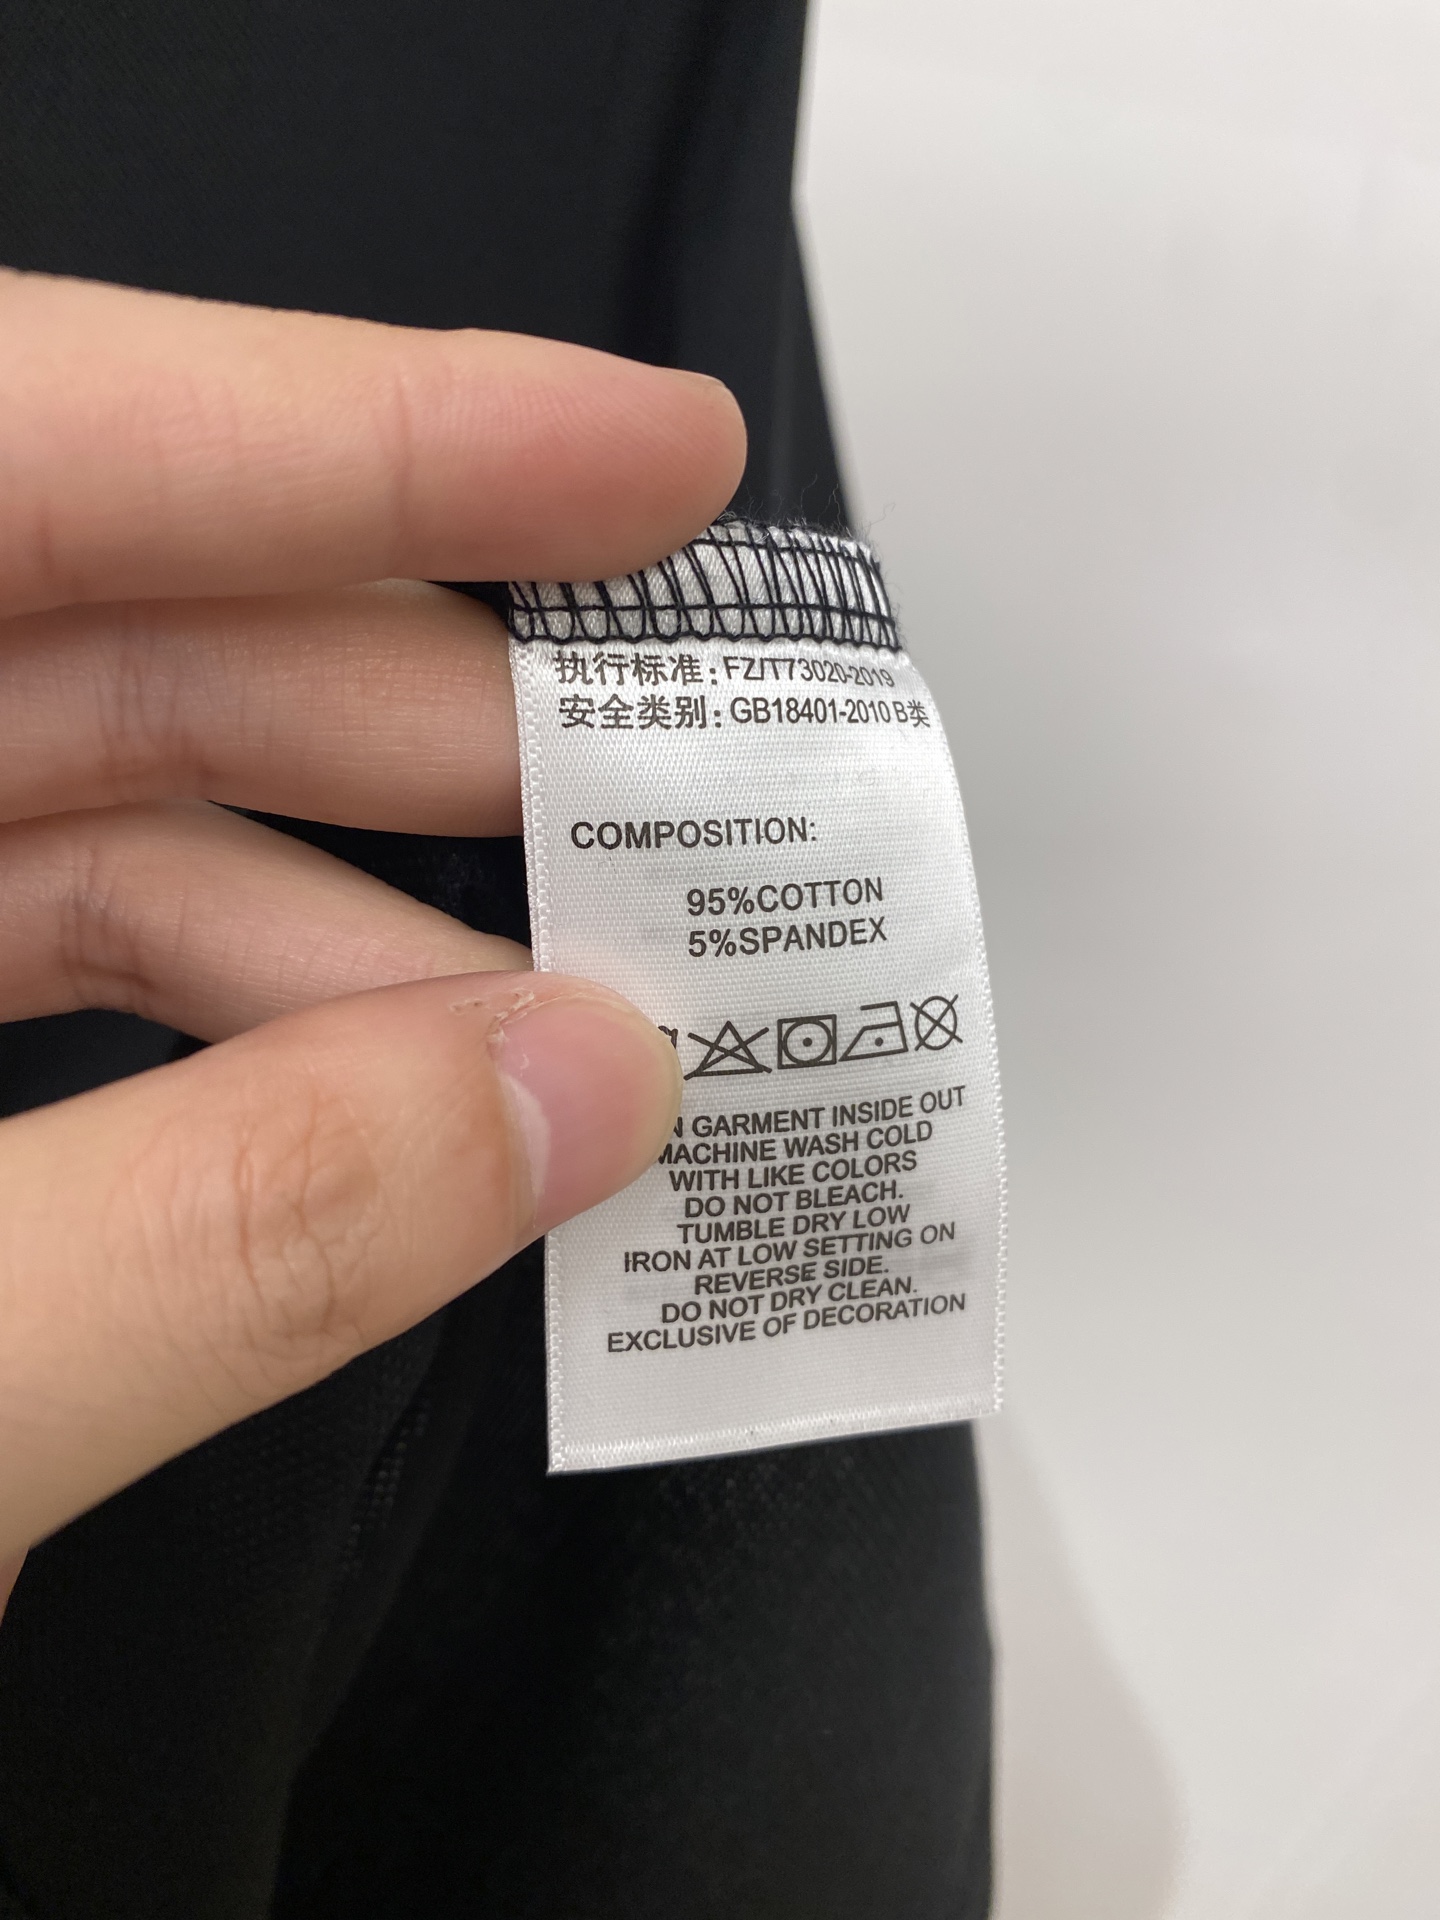 执行标准:FZ/T73020-2019
安全类别:GB18401-2010 B类
COMPOSITION:
95%COTTON
5%SPANDEX
GARMENT INSIDE OUT
MACHINE WASH COLD
WITH LIKE COLORS
DO NOT BLEACH.
TUMBLE DRY LOW
IRON AT LOW SETTING ON
REVERSE SIDE.
DO NOT DRY CLEAN.
EXCLUSIVE OF DECORATION